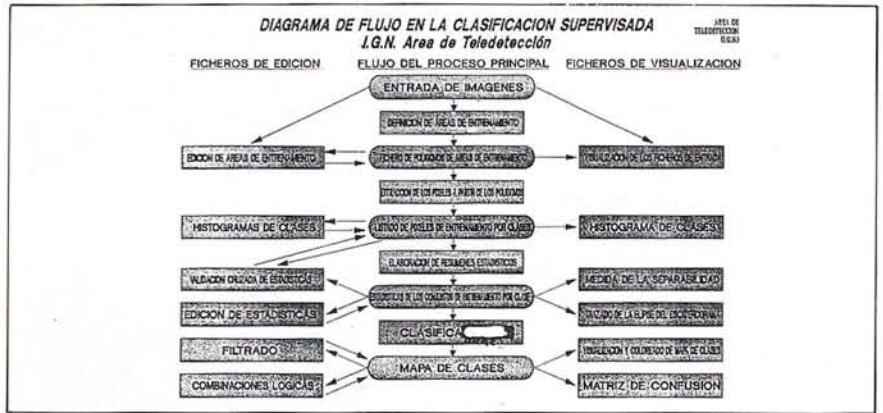 DIAGRAMA DE FLUJO EN LA CLASIFICACION SUPERVISADA
I.G.N. Area de Teledetección
AREA DE
TELEDETECCION
(I.G.N.)
FICHEROS DE EDICION
FLUJO DEL PROCESO PRINCIPAL
FICHEROS DE VISUALIZACION
ENTRADA DE IMAGENES
DEFINICION DE AREAS DE ENTRENAMIENTO
EDICION DE AREAS DE ENTRENAMIENTO
FICHERO DE POLIGONOS DE AREAS DE ENTRENAMIENTO
VISUALIZACION DE LOS FICHEROS DE ENTRADA
EXTRACCION DE LOS PIXELES A PARTIR DE LOS POLIGONOS
HISTOGRAMAS DE CLASES
LISTADO DE PIXELES DE ENTRENAMIENTO POR CLASES
HISTOGRAMA DE CLASES
ELABORACION DE RESUMENES ESTADISTICOS
VALIDACION CRUZADA DE ESTADISTICAS
ESTADISTICAS DE LOS CONJUNTOS DE ENTRENAMIENTO POR CLASE
MEDIDA DE LA SEPARABILIDAD
EDICION DE ESTADISTICAS
TRAZADO DE LA ELIPSE DEL
CLASIFICA
FILTRADO
MAPA DE CLASES
VISUALIZACION Y COLOREADO DE MAPA DE CLASES
COMBINACIONES LOGICAS
MATRIZ DE CONFUSION